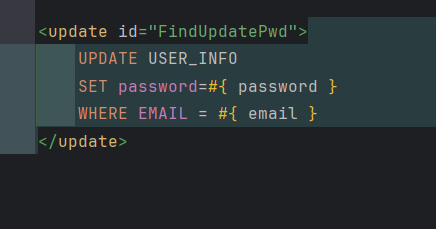 <update id="FindUpdatePwd">
UPDATE USER_INFO
SET password=#{ password }
WHERE EMAIL = #{ email }
</update>